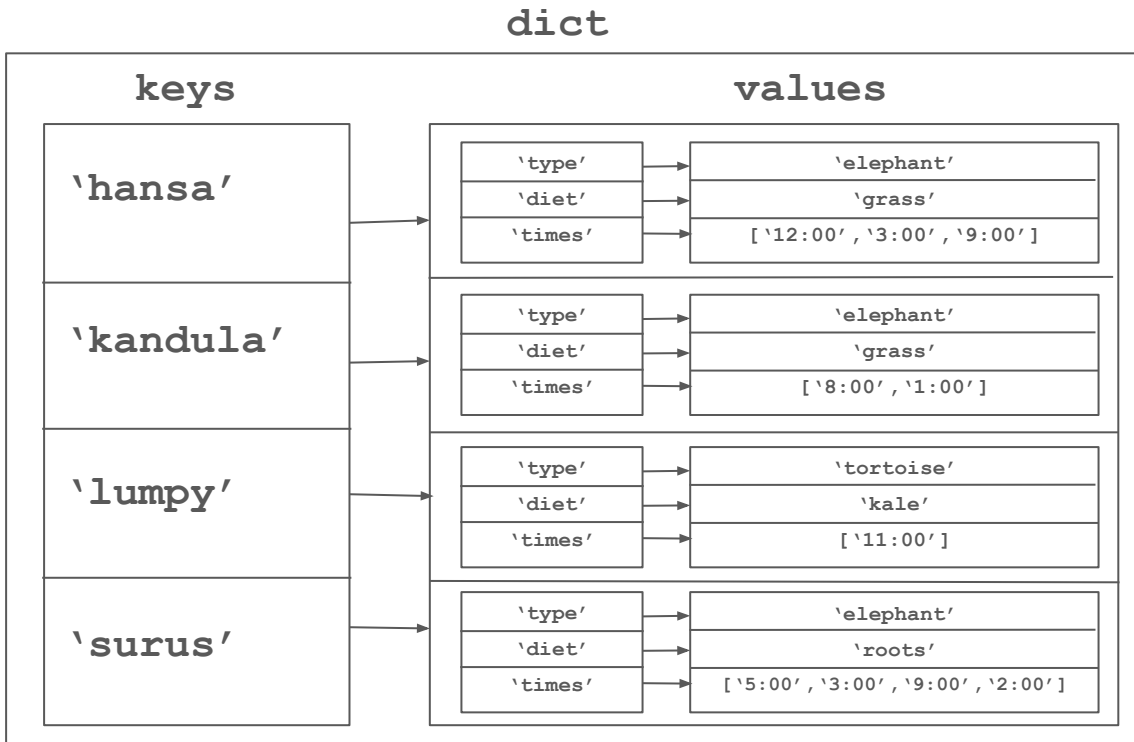 dict
keys values
‘hansa’
‘type’ ‘elephant’
‘diet’ ‘grass’
‘times’ [‘12:00’,‘3:00’,‘9:00’]
‘kandula’
‘type’ ‘elephant’
‘diet’ ‘grass’
‘times’ [‘8:00’,‘1:00’]
‘lumpy’
‘type’ ‘tortoise’
‘diet’ ‘kale’
‘times’ [‘11:00’]
‘surus’
‘type’ ‘elephant’
‘diet’ ‘roots’
‘times’ [‘5:00’,‘3:00’,‘9:00’,‘2:00’]